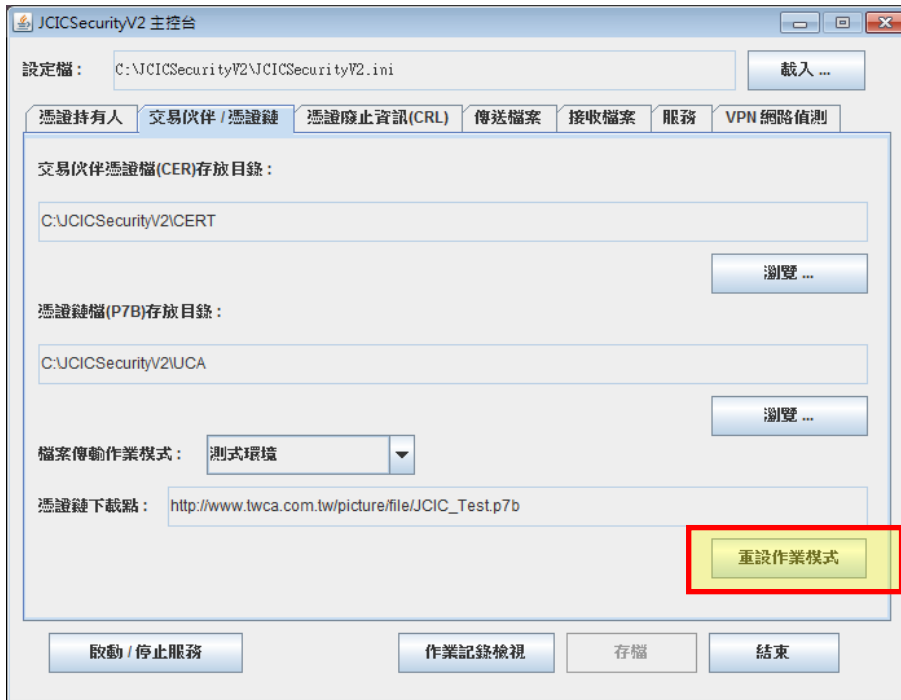 JCICSecurityV2 主控台
設定檔： C:\JCICSecurityV2\JCICSecurityV2.ini 載入 ...
憑證持有人 交易伙伴 / 憑證鏈 憑證廢止資訊(CRL) 傳送檔案 接收檔案 服務 VPN 網路偵測
交易伙伴憑證檔(CER)存放目錄：
C:\JCICSecurityV2\CERT
瀏覽 ...
憑證鏈檔(P7B)存放目錄：
C:\JCICSecurityV2\UCA
瀏覽 ...
檔案傳輸作業模式： 測式環境
憑證鏈下載點： http://www.twca.com.tw/picture/file/JCIC_Test.p7b
重設作業模式
啟動 / 停止服務 作業記錄檢視 存檔 結束